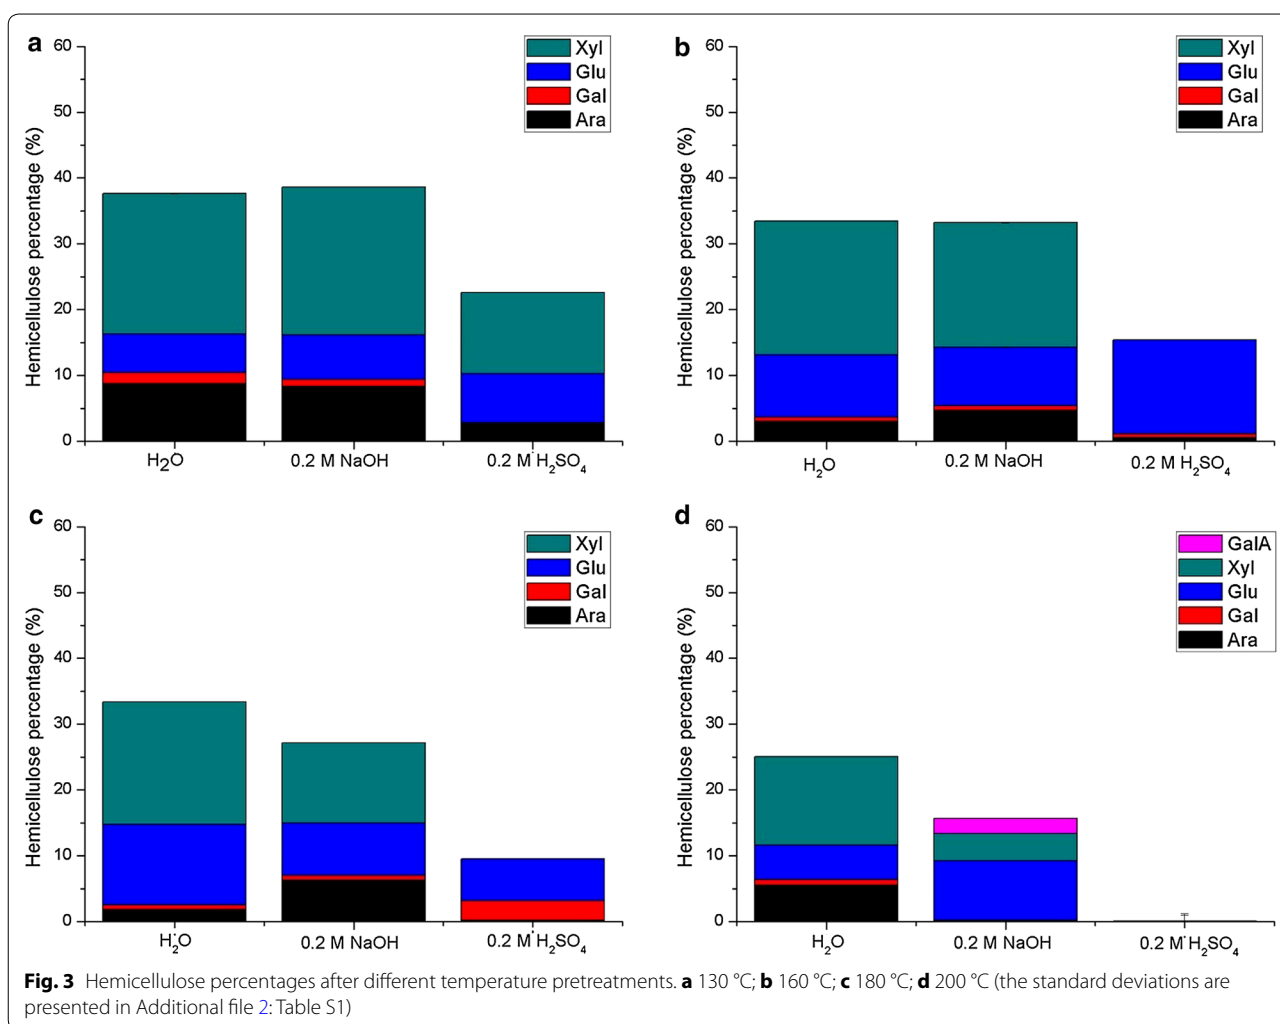 a
60
50
40
30
20
10
0
Hemicellulose percentage (%)
Xyl
Glu
Gal
Ara
H2O
0.2 M NaOH
0.2 M H2SO4
b
60
50
40
30
20
10
0
Hemicellulose percentage (%)
Xyl
Glu
Gal
Ara
H2O
0.2 M NaOH
0.2 M H2SO4
c
60
50
40
30
20
10
0
Hemicellulose percentage (%)
Xyl
Glu
Gal
Ara
H2O
0.2 M NaOH
0.2 M H2SO4
d
60
50
40
30
20
10
0
Hemicellulose percentage (%)
GalA
Xyl
Glu
Gal
Ara
H2O
0.2 M NaOH
0.2 M H2SO4
Fig. 3 Hemicellulose percentages after different temperature pretreatments. a 130 °C; b 160 °C; c 180 °C; d 200 °C (the standard deviations are
presented in Additional file 2: Table S1)